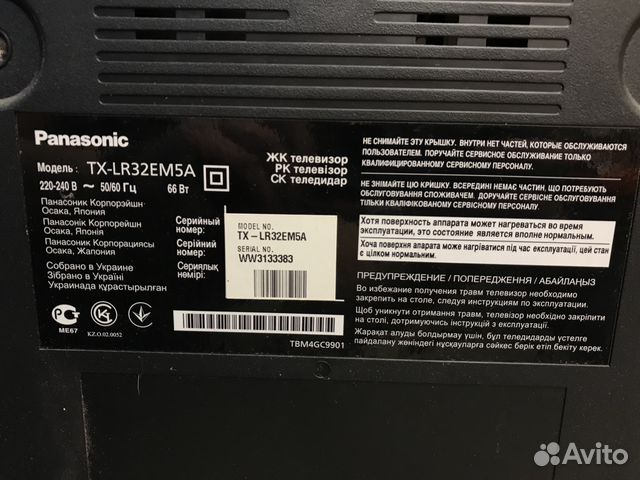 Panasonic
Модель: TX-LR32EM5A
220-240 В ~ 50/60 Гц 66 Вт
ЖК телевизор
РК телевізор
СК теледидар
Панасоник Корпорэйшн
Осака, Япония
Панасонік Корпорейшн
Осака, Японія
Панасоник Корпорациясы
Осака, Жапония
Собрано в Украине
Зібрано в Україні
Украинада құрастырылған
Серийный номер:
Серійний номер:
Сериялық нөмірі:
MODEL NO.
TX-LR32EM5A
SERIAL NO.
WW3133383
ME67
K.Z.O.02.0052
TBM4GC9901
НЕ СНИМАЙТЕ ЭТУ КРЫШКУ. ВНУТРИ НЕТ ЧАСТЕЙ, КОТОРЫЕ ОБСЛУЖИВАЮТСЯ
ПОЛЬЗОВАТЕЛЕМ. ПОРУЧАЙТЕ СЕРВИСНОЕ ОБСЛУЖИВАНИЕ ТОЛЬКО
КВАЛИФИЦИРОВАННОМУ СЕРВИСНОМУ ПЕРСОНАЛУ.
НЕ ЗНІМАЙТЕ ЦЮ КРИШКУ. ВСЕРЕДИНІ НЕМАЄ ЧАСТИН, ЩО ПОТРЕБУЮТЬ
ОБСЛУГОВУВАННЯ СПОЖИВАЧЕМ. ДОРУЧАЙТЕ СЕРВІСНЕ ОБСЛУГОВУВАННЯ
ТІЛЬКИ КВАЛІФІКОВАНОМУ СЕРВІСНОМУ ПЕРСОНАЛУ.
Хотя поверхность аппарата может нагреваться во время
эксплуатации, это состояние является вполне нормальным.
Хоча поверхня апарата може нагріватися під час експлуатації, цей стан
є цілком нормальним.
ПРЕДУПРЕЖДЕНИЕ / ПОПЕРЕДЖЕННЯ / АБАЙЛАҢЫЗ
Во избежание получения травм телевизор необходимо
закрепить на столе, следуя инструкциям по эксплуатации.
Щоб уникнути отримання травм, телевізор необхідно закріпити
на столі, дотримуючись інструкцій по експлуатації.
Жарақат алуды болдырмау үшін, бұл теледидарды үстелге
пайдалану жөніндегі нұсқауларға сәйкес берік етіп бекіту керек.
Avito